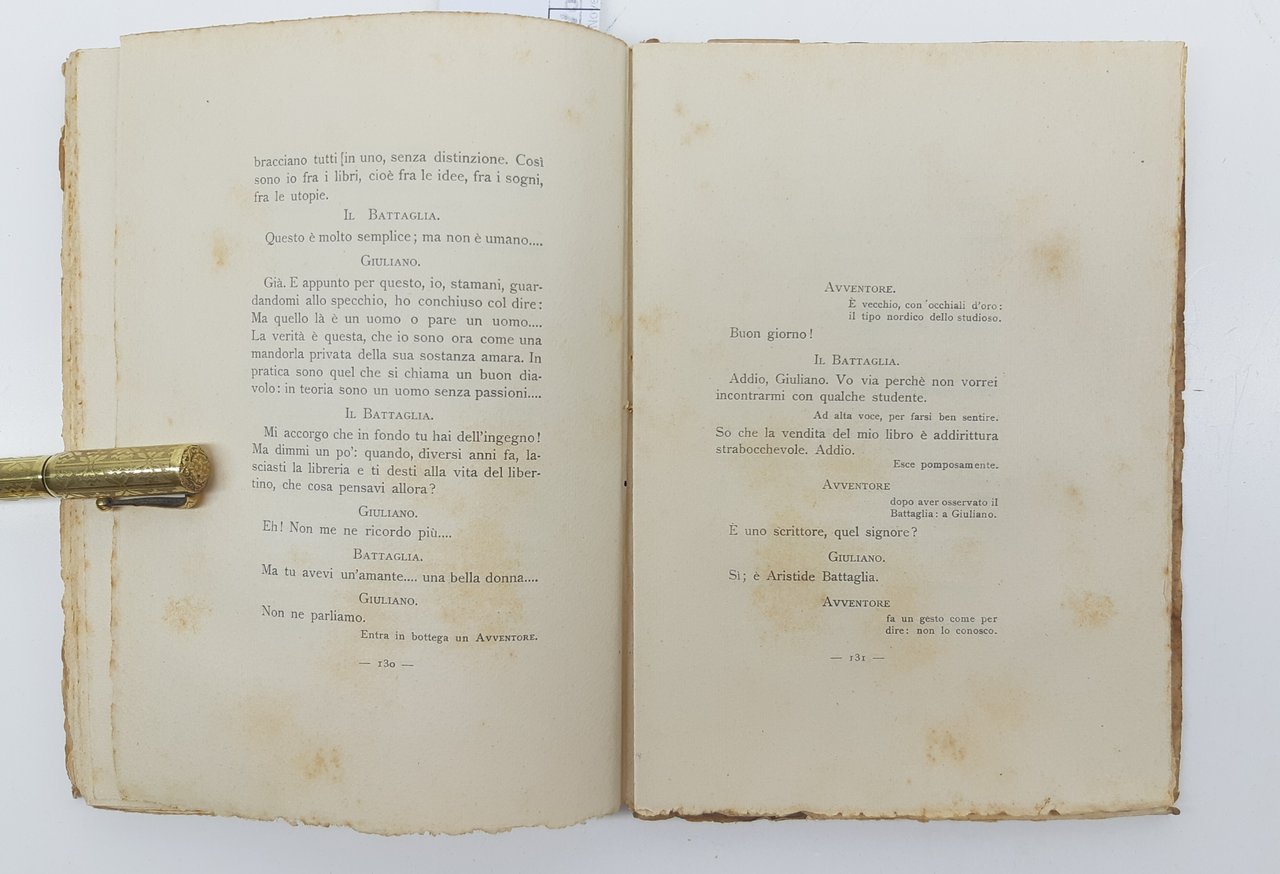 bracciano tutti [in uno, senza distinzione. Così
sono io fra i libri, cioè fra le idee, fra i sogni,
fra le utopie.
Il Battaglia.
Questo è molto semplice; ma non è umano....
Giuliano.
Già. E appunto per questo, io, stamani, guar-
dandomi allo specchio, ho conchiuso col dire:
Ma quello là è un uomo o pare un uomo....
La verità è questa, che io sono ora come una
mandorla privata della sua sostanza amara. In
pratica sono quel che si chiama un buon dia-
volo: in teoria sono un uomo senza passioni....
Il Battaglia.
Mi accorgo che in fondo tu hai dell'ingegno!
Ma dimmi un po': quando, diversi anni fa, la-
sciasti la libreria e ti desti alla vita del liber-
tino, che cosa pensavi allora?
Giuliano.
Eh! Non me ne ricordo più....
Battaglia.
Ma tu avevi un'amante.... una bella donna....
Giuliano.
Non ne parliamo.
Entra in bottega un Avventore.
— 130 —
Avventore.
È vecchio, con occhiali d'oro:
il tipo nordico dello studioso.
Buon giorno!
Il Battaglia.
Addio, Giuliano. Vo via perchè non vorrei
incontrarmi con qualche studente.
Ad alta voce, per farsi ben sentire.
So che la vendita del mio libro è addirittura
strabocchevole. Addio.
Esce pomposamente.
Avventore
dopo aver osservato il
Battaglia: a Giuliano.
È uno scrittore, quel signore?
Giuliano.
Sì; è Aristide Battaglia.
Avventore
fa un gesto come per
dire: non lo conosco.
— 131 —